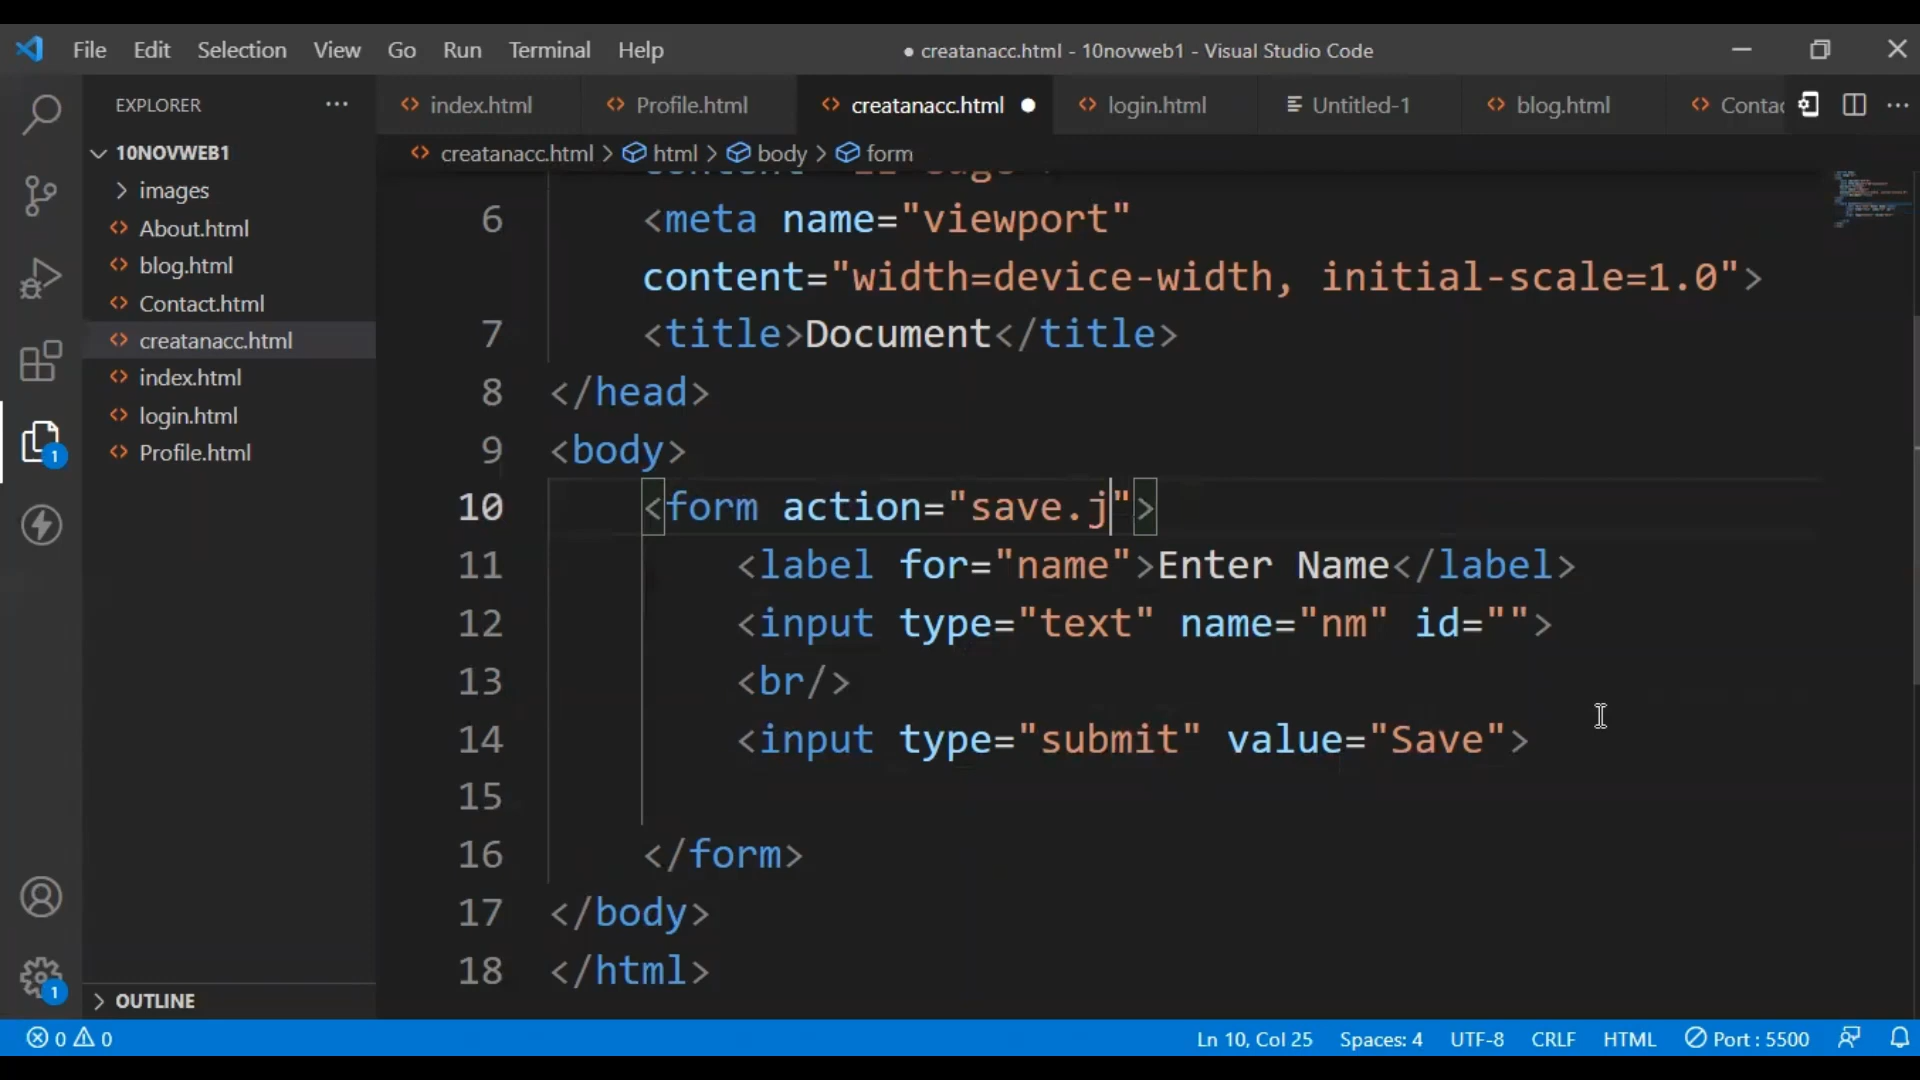 File Edit Selection View Go Run Terminal Help ● creatanacc.html - 10novweb1 - Visual Studio Code
EXPLORER ···
index.html Profile.html creatanacc.html ● login.html Untitled-1 blog.html Contac ···
creatanacc.html > html > body > form
10NOVWEB1
images
About.html
blog.html
Contact.html
creatanacc.html
index.html
login.html
Profile.html
OUTLINE
6 <meta name="viewport"
content="width=device-width, initial-scale=1.0">
7 <title>Document</title>
8 </head>
9 <body>
10 <form action="save.j">
11 <label for="name">Enter Name</label>
12 <input type="text" name="nm" id="">
13 <br/>
14 <input type="submit" value="Save">
15
16 </form>
17 </body>
18 </html>
1
1
0 0 Ln 10, Col 25 Spaces: 4 UTF-8 CRLF HTML Port : 5500